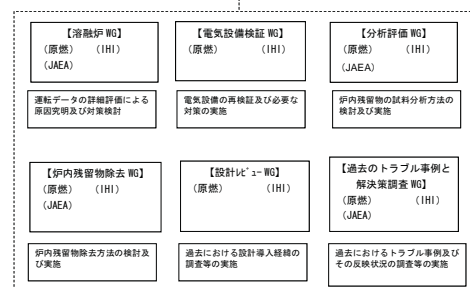 【溶融炉 WG】
（原燃）　（IHI）
（JAEA）
運転データの詳細評価による
原因究明及び対策検討
【電気設備検証 WG】
（原燃）　（IHI）
電気設備の再検証及び必要な
対策の実施
【分析評価 WG】
（原燃）　（IHI）
（JAEA）
炉内残留物の試料分析方法の
検討及び実施
【炉内残留物除去 WG】
（原燃）　（IHI）
（JAEA）
炉内残留物除去方法の検討及
び実施
【設計ﾚﾋﾞｭｰ WG】
（原燃）　（IHI）
過去における設計導入経緯の
調査等の実施
【過去のトラブル事例と
解決策調査 WG】
（原燃）　（IHI）
（JAEA）
過去におけるトラブル事例及び
その反映状況の調査等の実施